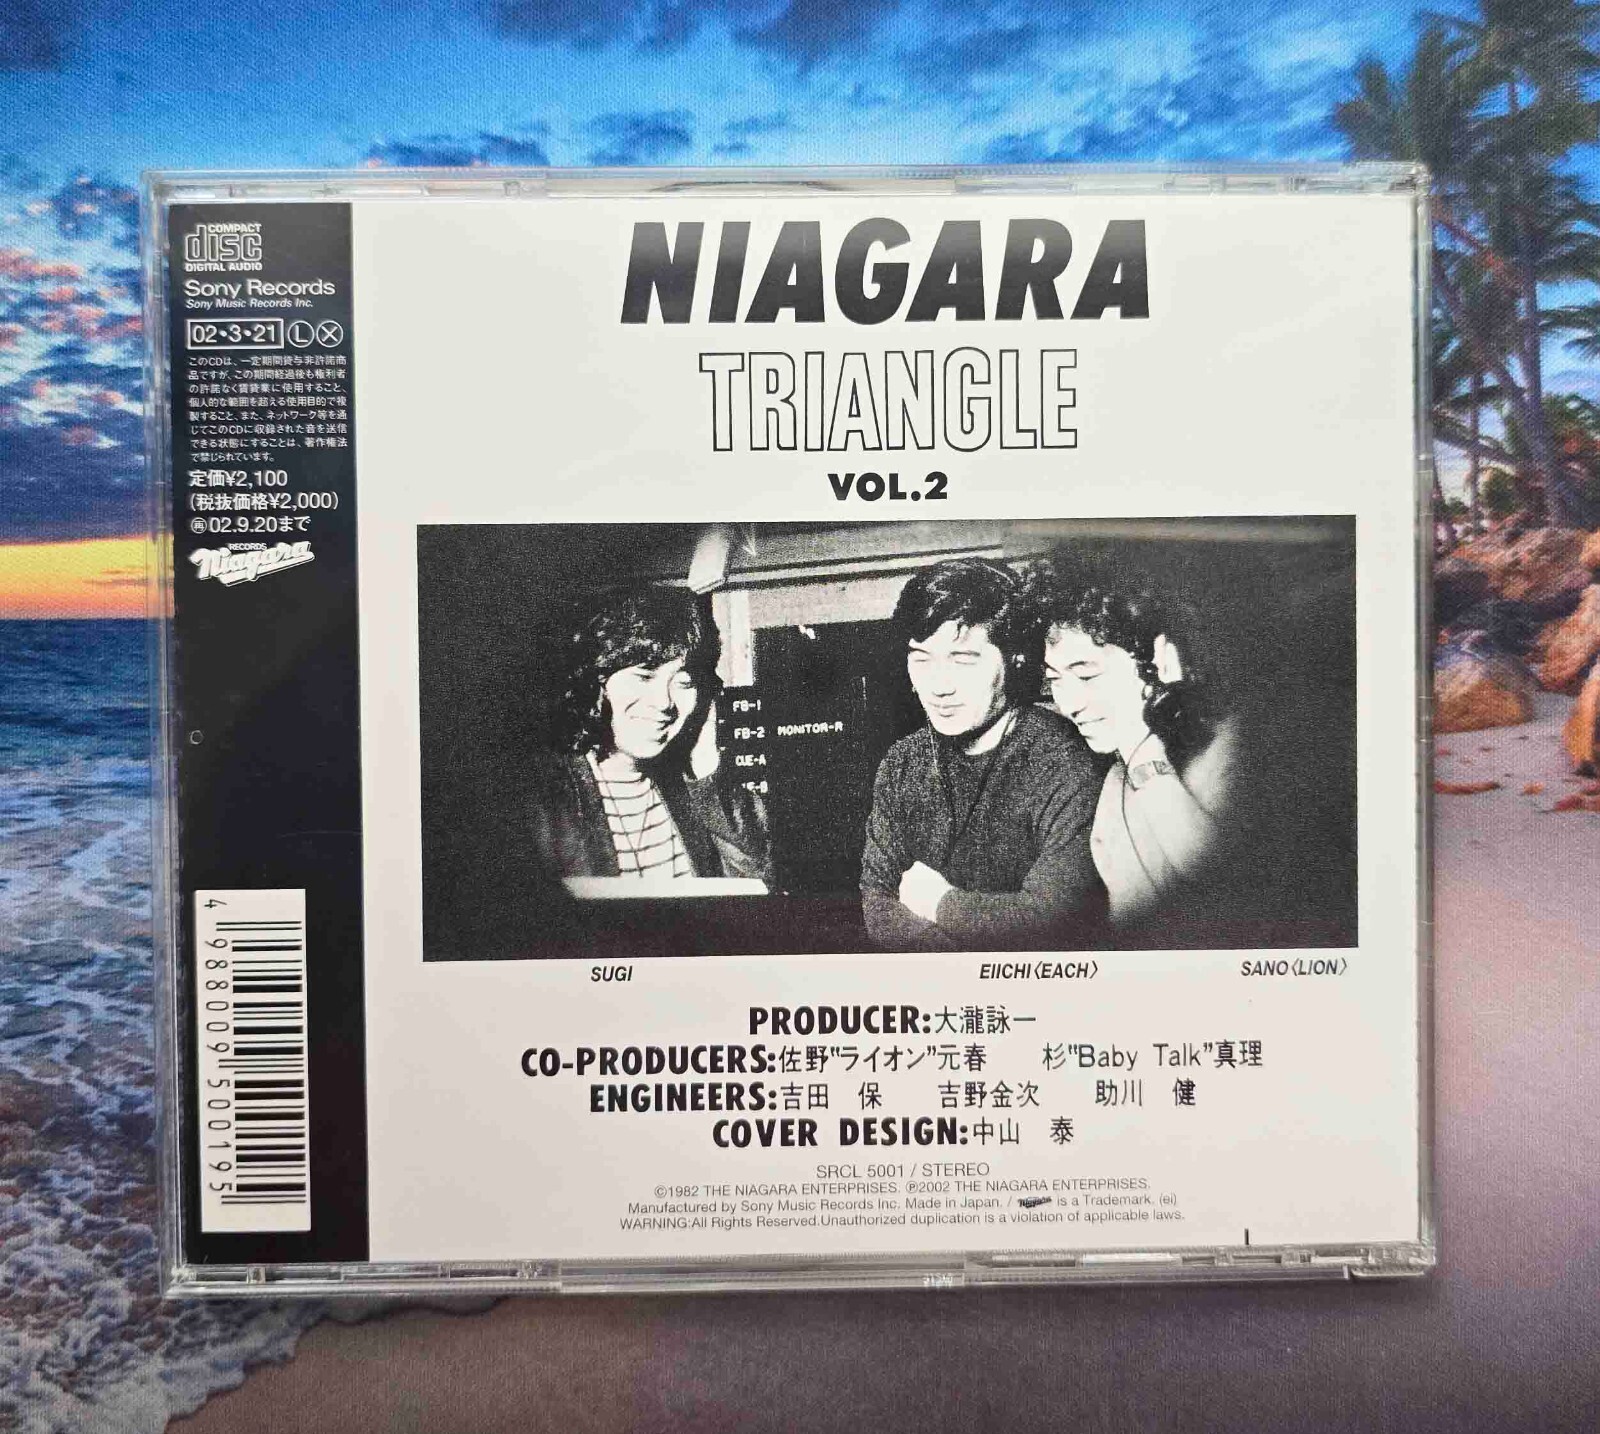 COMPACT
disc
DIGITAL AUDIO
Sony Records
Sony Music Records Inc.
02・3・21 Ⓛ Ⓧ
このCDは、一定期間貸与非許諾商
品ですが、この期間経過後も権利者
の許諾なく賃貸業に使用すること、
個人的な範囲を超える使用目的で複
製すること、また、ネットワーク等を通
じてこのCDに収録された音を送信
できる状態にすることは、著作権法
で禁じられています。
定価¥2,100
(税抜価格¥2,000)
㊢02.9.20まで
RECORDS
Niagara
4 988009 500195
NIAGARA
TRIANGLE
VOL.2
FB-1
FB-2 MONITOR-R
CUE-A
SUGI EIICHI〈EACH〉 SANO〈LION〉
PRODUCER:大瀧詠一
CO-PRODUCERS:佐野"ライオン"元春 杉"Baby Talk"真理
ENGINEERS:吉田 保 吉野金次 助川 健
COVER DESIGN:中山 泰
SRCL 5001 / STEREO
©1982 THE NIAGARA ENTERPRISES. ℗2002 THE NIAGARA ENTERPRISES.
Manufactured by Sony Music Records Inc. Made in Japan. / Niagara is a Trademark. (ei)
WARNING:All Rights Reserved.Unauthorized duplication is a violation of applicable laws.